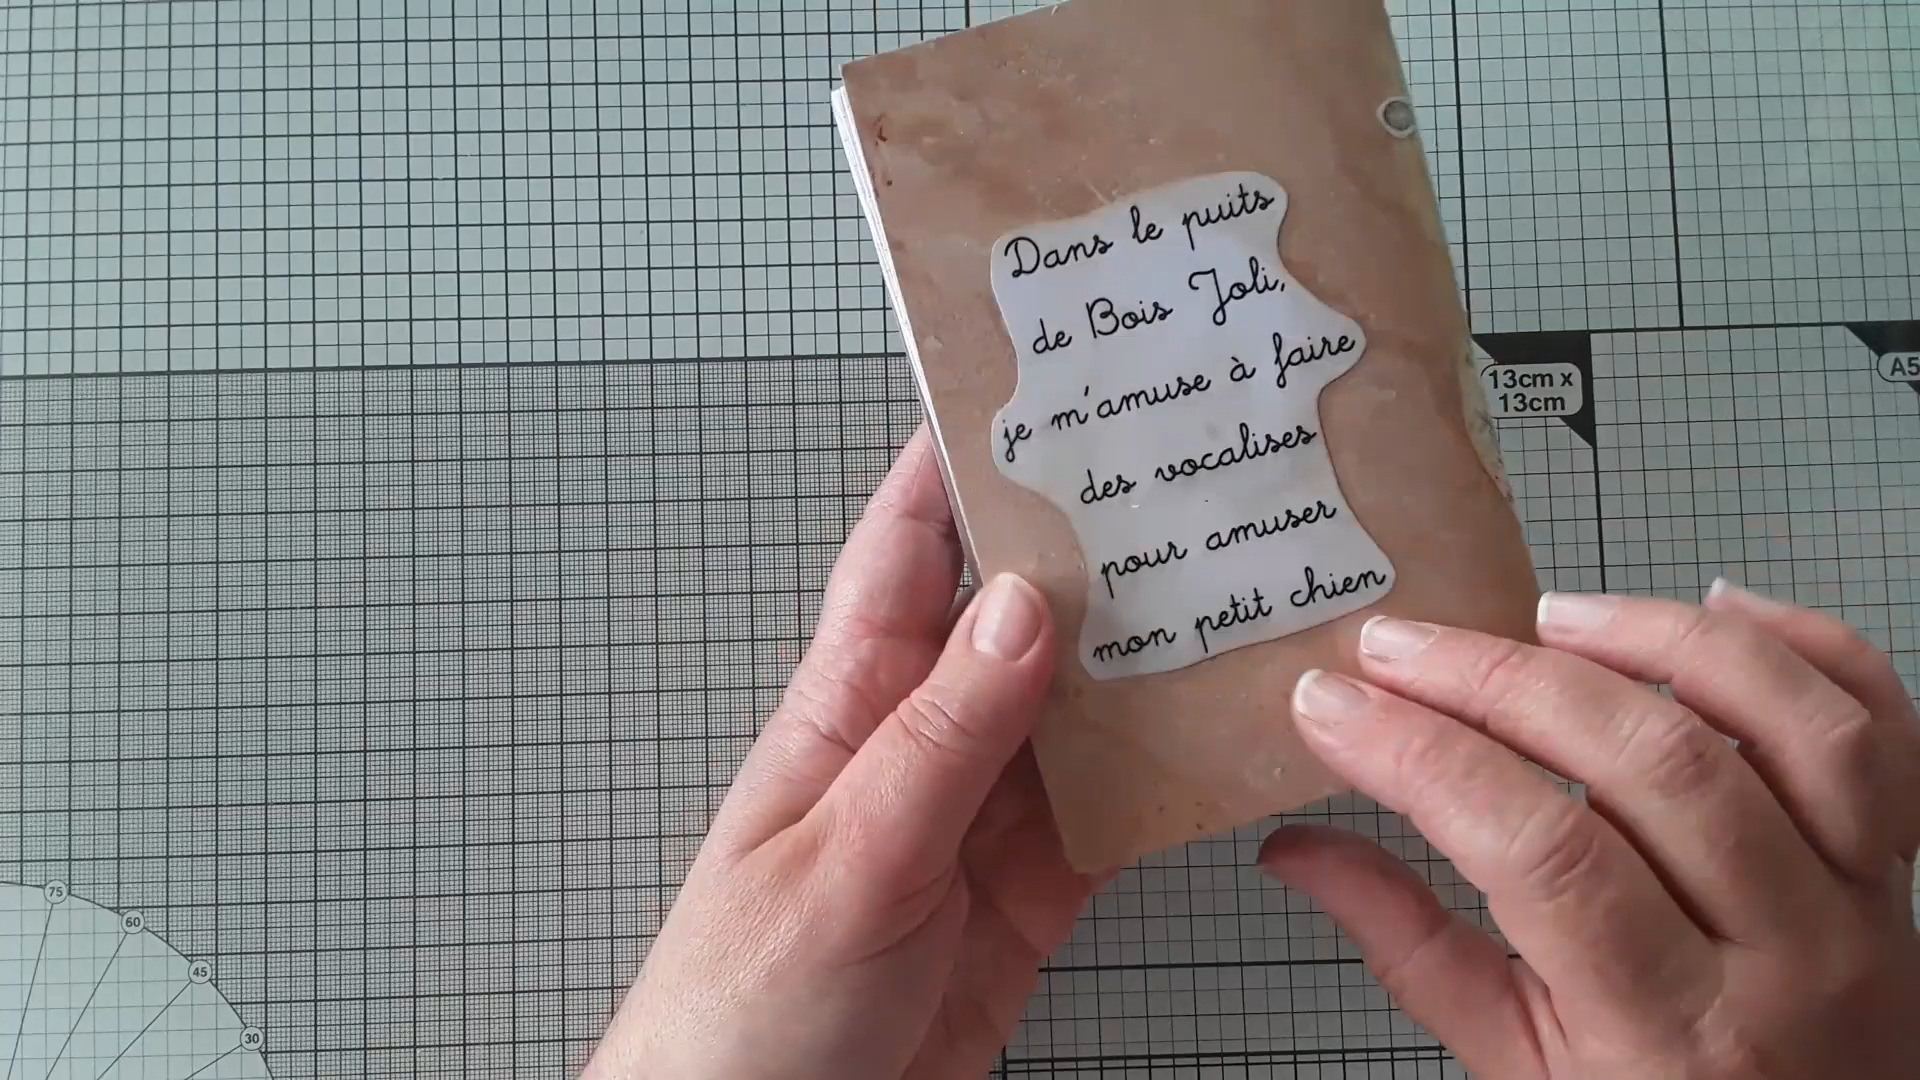 Dans le puits
de Bois Joli,
je m'amuse à faire
des vocalises
pour amuser
mon petit chien
13cm x
13cm
A5
75
60
45
30